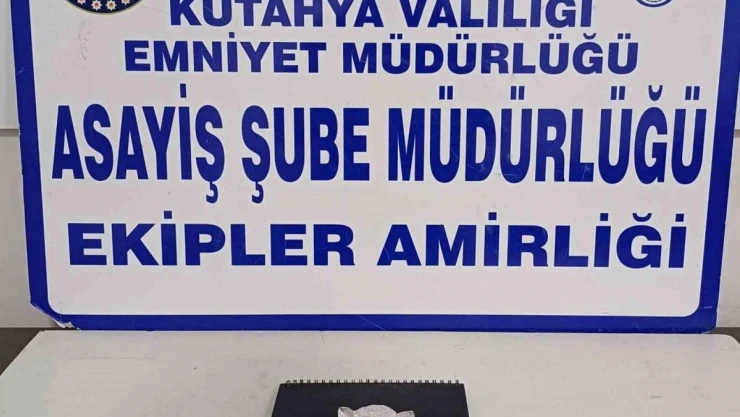 KÜTAHYA VALİLİĞİ
EMNİYET MÜDÜRLÜĞÜ
ASAYİŞ ŞUBE MÜDÜRLÜĞÜ
EKİPLER AMİRLİĞİ